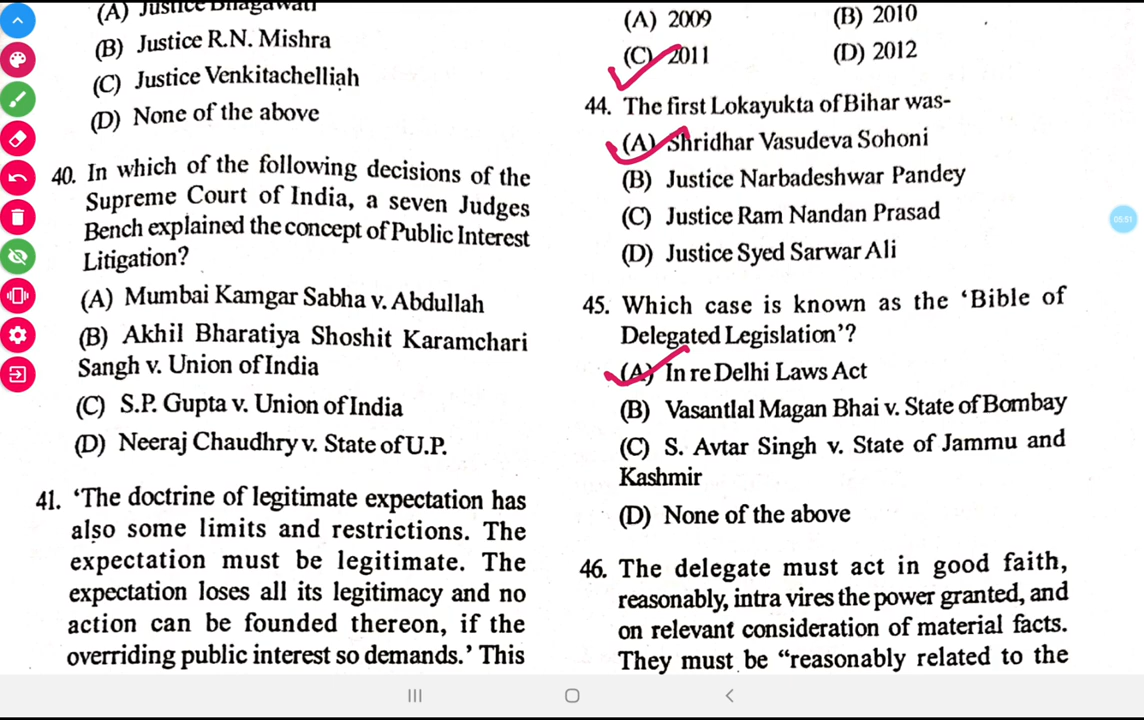 (A) Justice Bhagawati
(B) Justice R.N. Mishra
(C) Justice Venkitachelliah
(D) None of the above
40. In which of the following decisions of the
Supreme Court of India, a seven Judges
Bench explained the concept of Public Interest
Litigation?
(A) Mumbai Kamgar Sabha v. Abdullah
(B) Akhil Bharatiya Shoshit Karamchari
Sangh v. Union of India
(C) S.P. Gupta v. Union of India
(D) Neeraj Chaudhry v. State of U.P.
41. ‘The doctrine of legitimate expectation has
also some limits and restrictions. The
expectation must be legitimate. The
expectation loses all its legitimacy and no
action can be founded thereon, if the
overriding public interest so demands.’ This
(A) 2009 (B) 2010
(C) 2011 (D) 2012
44. The first Lokayukta of Bihar was-
(A) Shridhar Vasudeva Sohoni
(B) Justice Narbadeshwar Pandey
(C) Justice Ram Nandan Prasad
(D) Justice Syed Sarwar Ali
45. Which case is known as the ‘Bible of
Delegated Legislation’?
(A) In re Delhi Laws Act
(B) Vasantlal Magan Bhai v. State of Bombay
(C) S. Avtar Singh v. State of Jammu and
Kashmir
(D) None of the above
46. The delegate must act in good faith,
reasonably, intra vires the power granted, and
on relevant consideration of material facts.
They must be “reasonably related to the
05:51